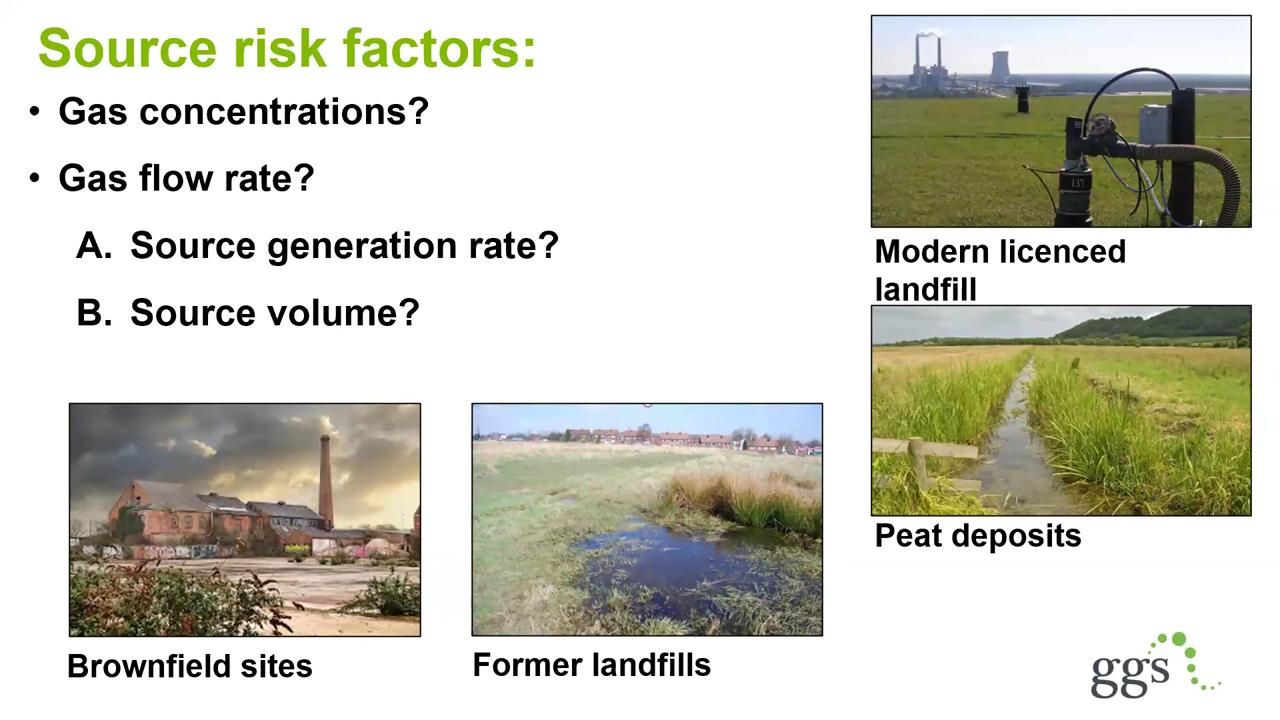 Source risk factors:
• Gas concentrations?
• Gas flow rate?
A. Source generation rate?
B. Source volume?
Modern licenced
landfill
Peat deposits
Brownfield sites
Former landfills
ggs